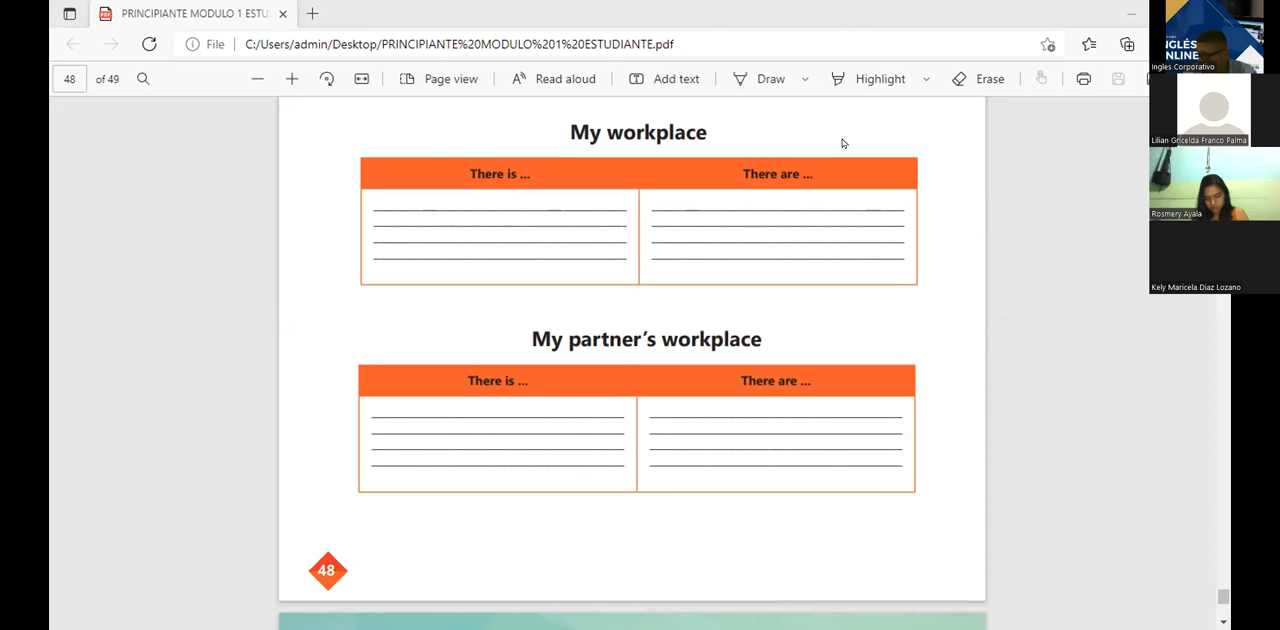 PRINCIPIANTE MODULO 1 ESTU
File C:/Users/admin/Desktop/PRINCIPIANTE%20MODULO%201%20ESTUDIANTE.pdf
48 of 49 Page view Read aloud Add text Draw Highlight Erase
My workplace
There is ... There are ...
My partner's workplace
There is ... There are ...
48
INGLÉS
NLINE
Ingles Corporativo
Lilian Gricelda Franco Palma
Rosmery Ayala
Kely Maricela Diaz Lozano